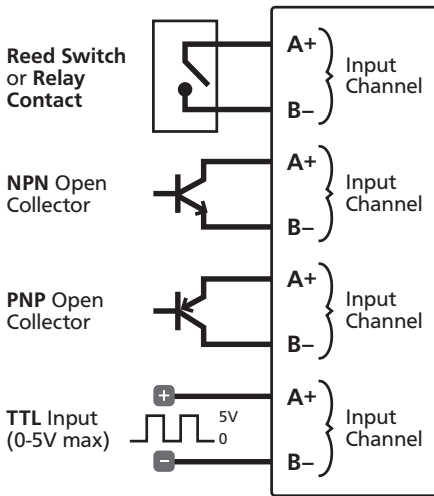 Reed Switch
or Relay
Contact
A+
B–
Input
Channel
NPN Open
Collector
A+
B–
Input
Channel
PNP Open
Collector
A+
B–
Input
Channel
TTL Input
(0-5V max)
+
–
5V
0
A+
B–
Input
Channel